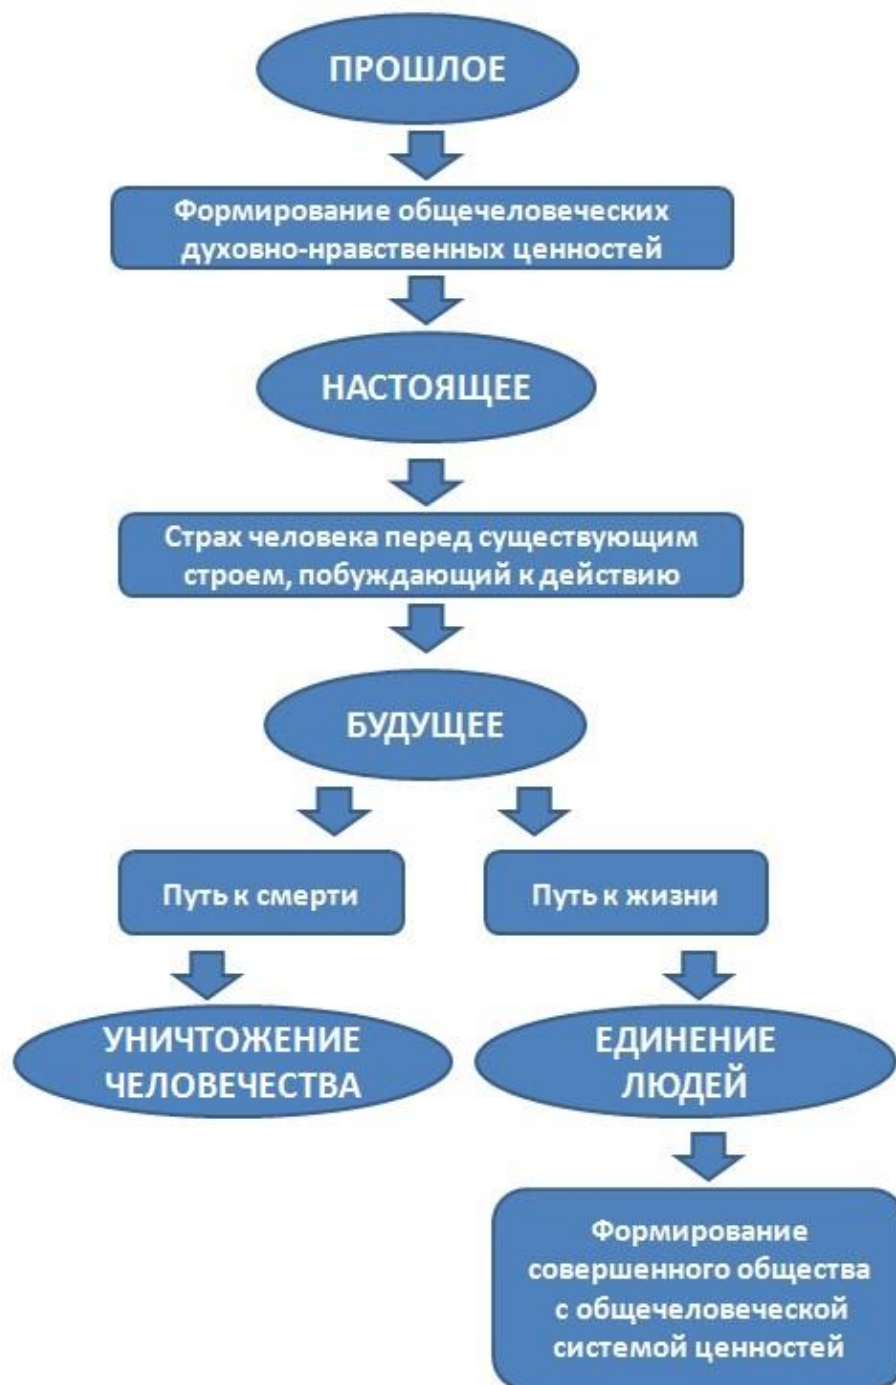 ПРОШЛОЕ
Формирование общечеловеческих
духовно-нравственных ценностей
НАСТОЯЩЕЕ
Страх человека перед существующим
строем, побуждающий к действию
БУДУЩЕЕ
Путь к смерти
Путь к жизни
УНИЧТОЖЕНИЕ
ЧЕЛОВЕЧЕСТВА
ЕДИНЕНИЕ
ЛЮДЕЙ
Формирование
совершенного общества
с общечеловеческой
системой ценностей